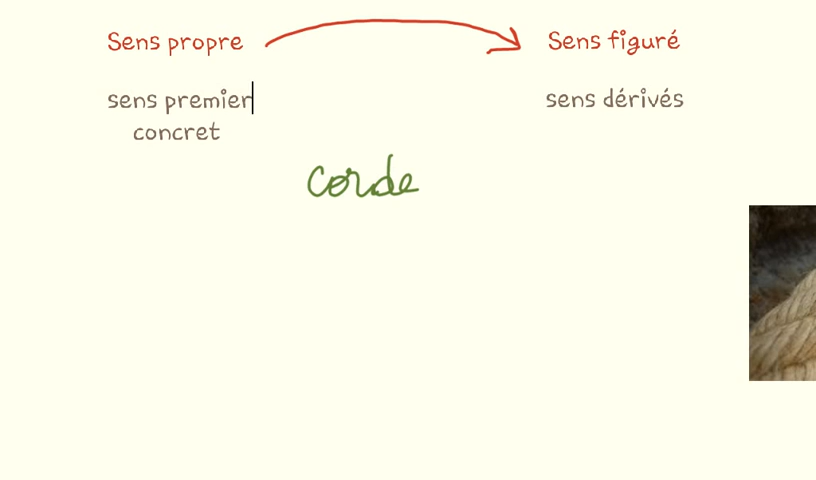 Sens propre
Sens figuré
sens premier
concret
sens dérivés
corde